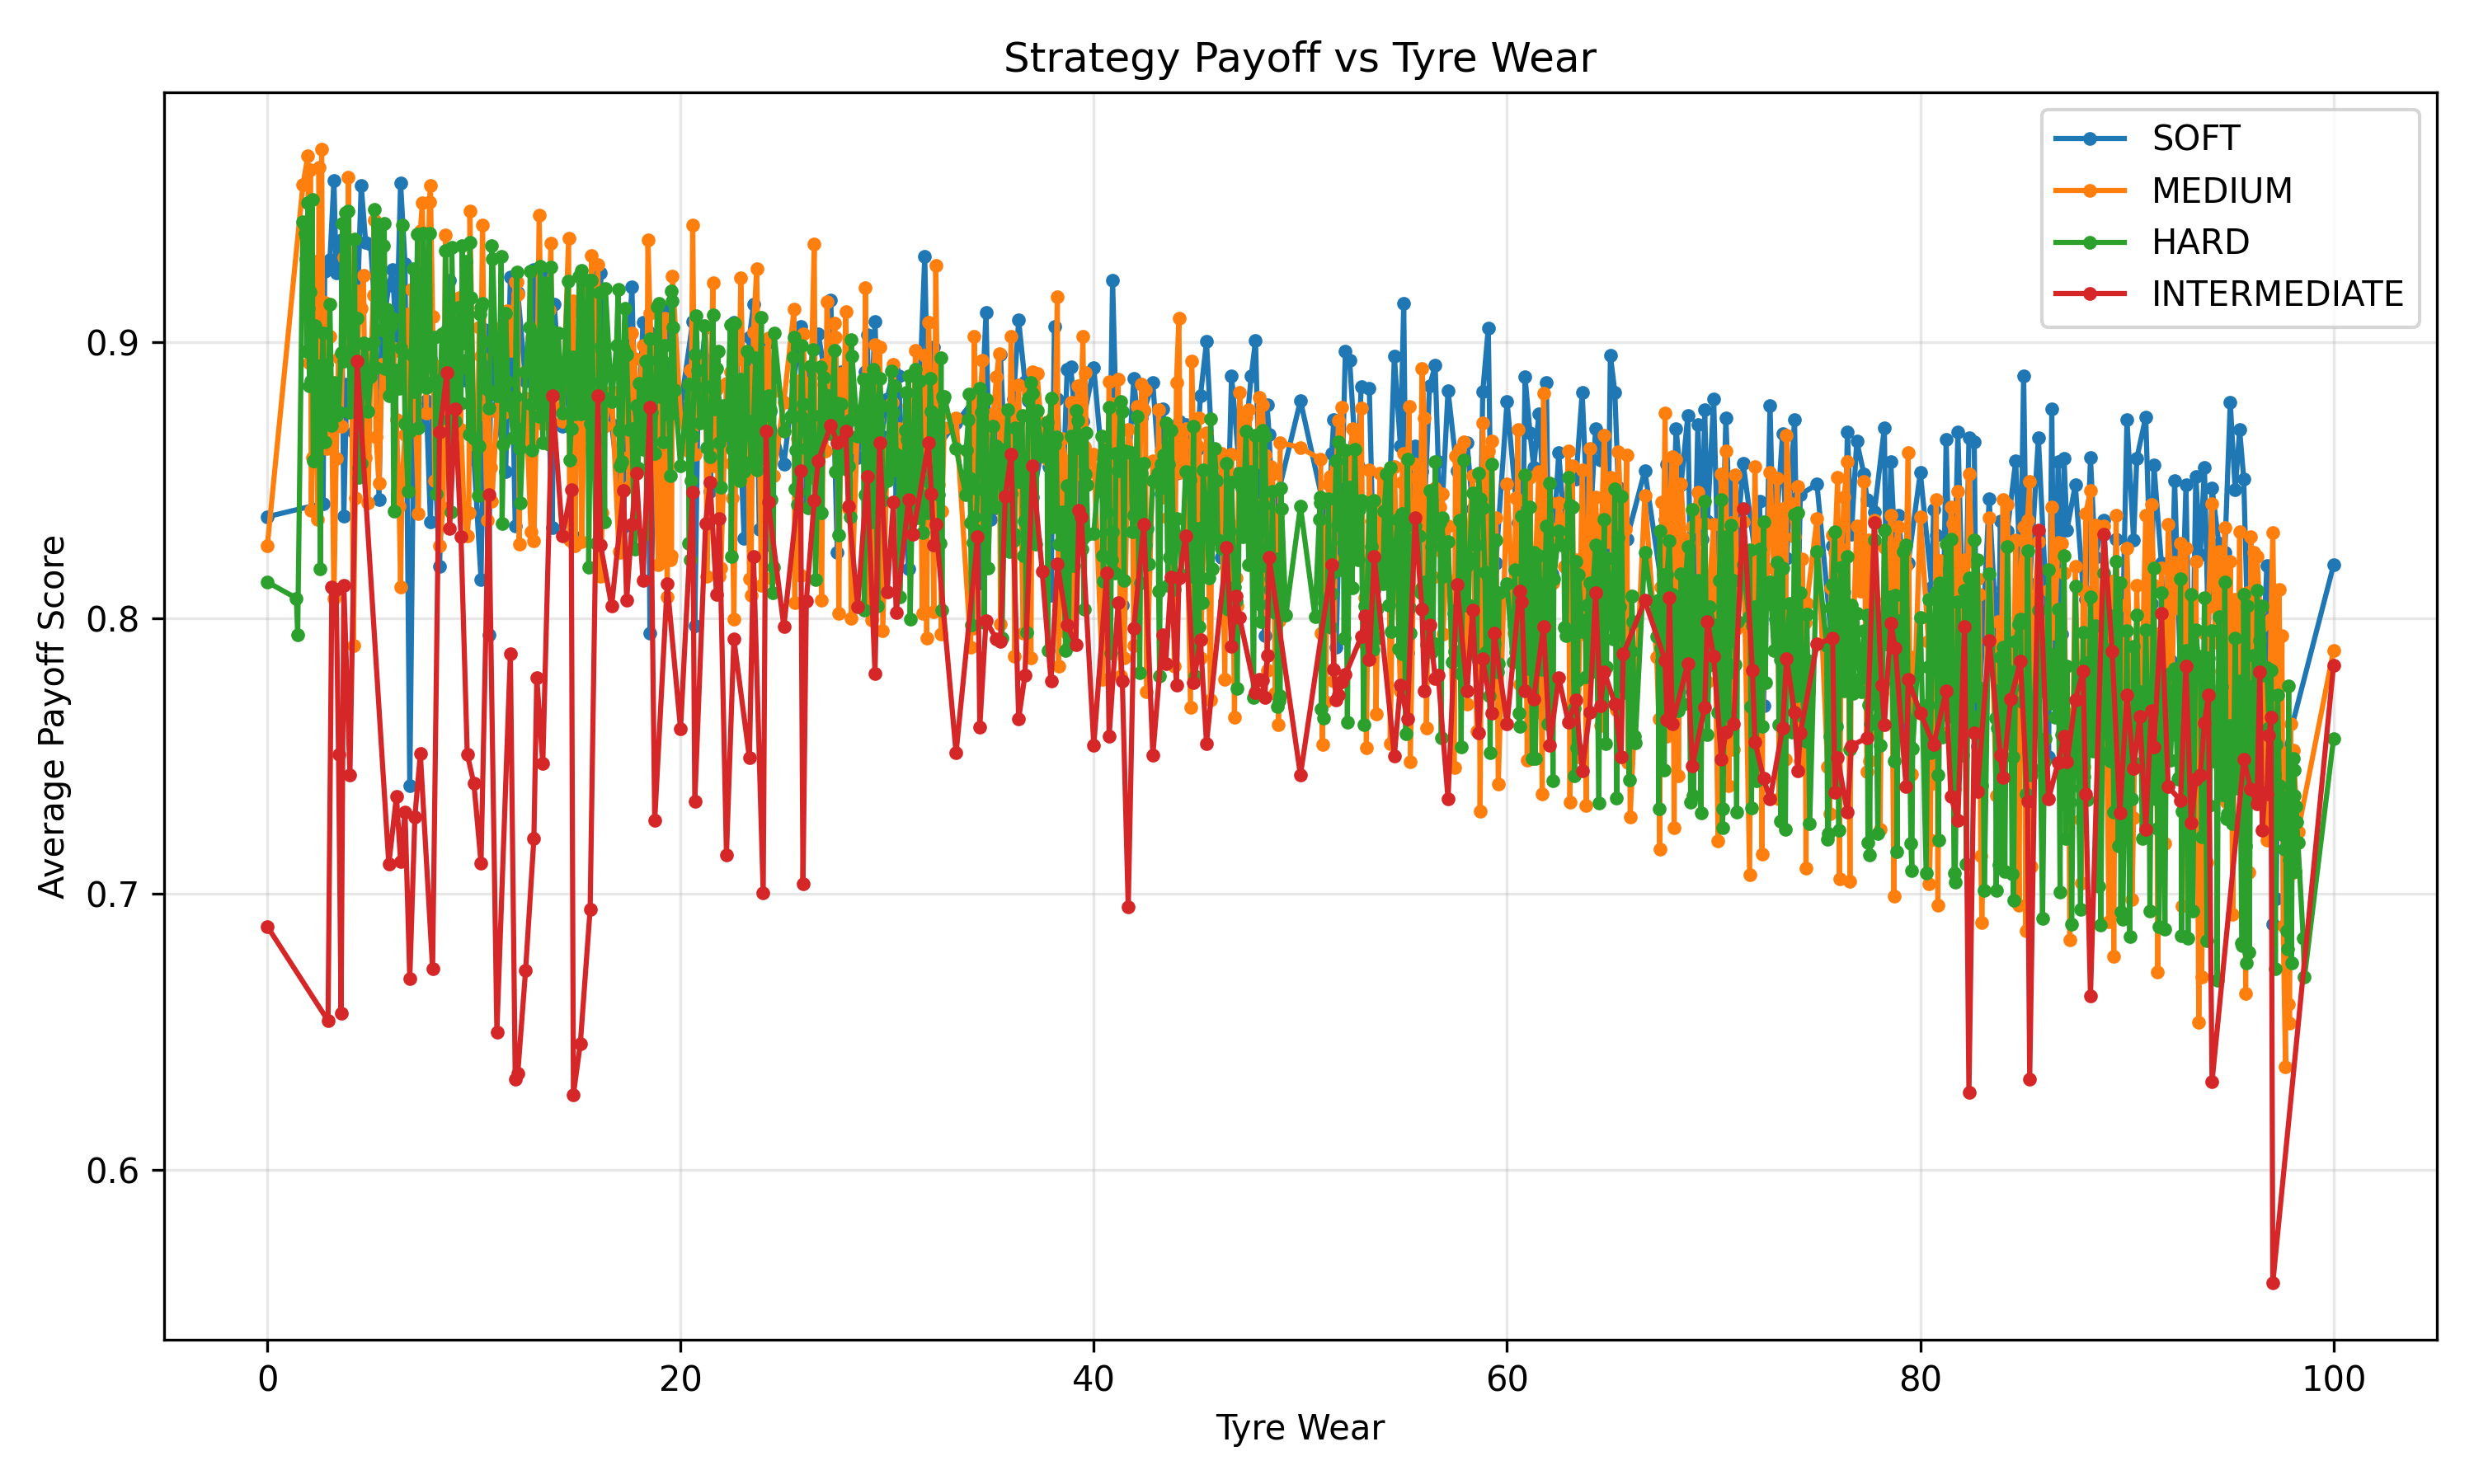 Strategy Payoff vs Tyre Wear
SOFT
MEDIUM
HARD
INTERMEDIATE
Average Payoff Score
0.9
0.8
0.7
0.6
0
20
40
60
80
100
Tyre Wear